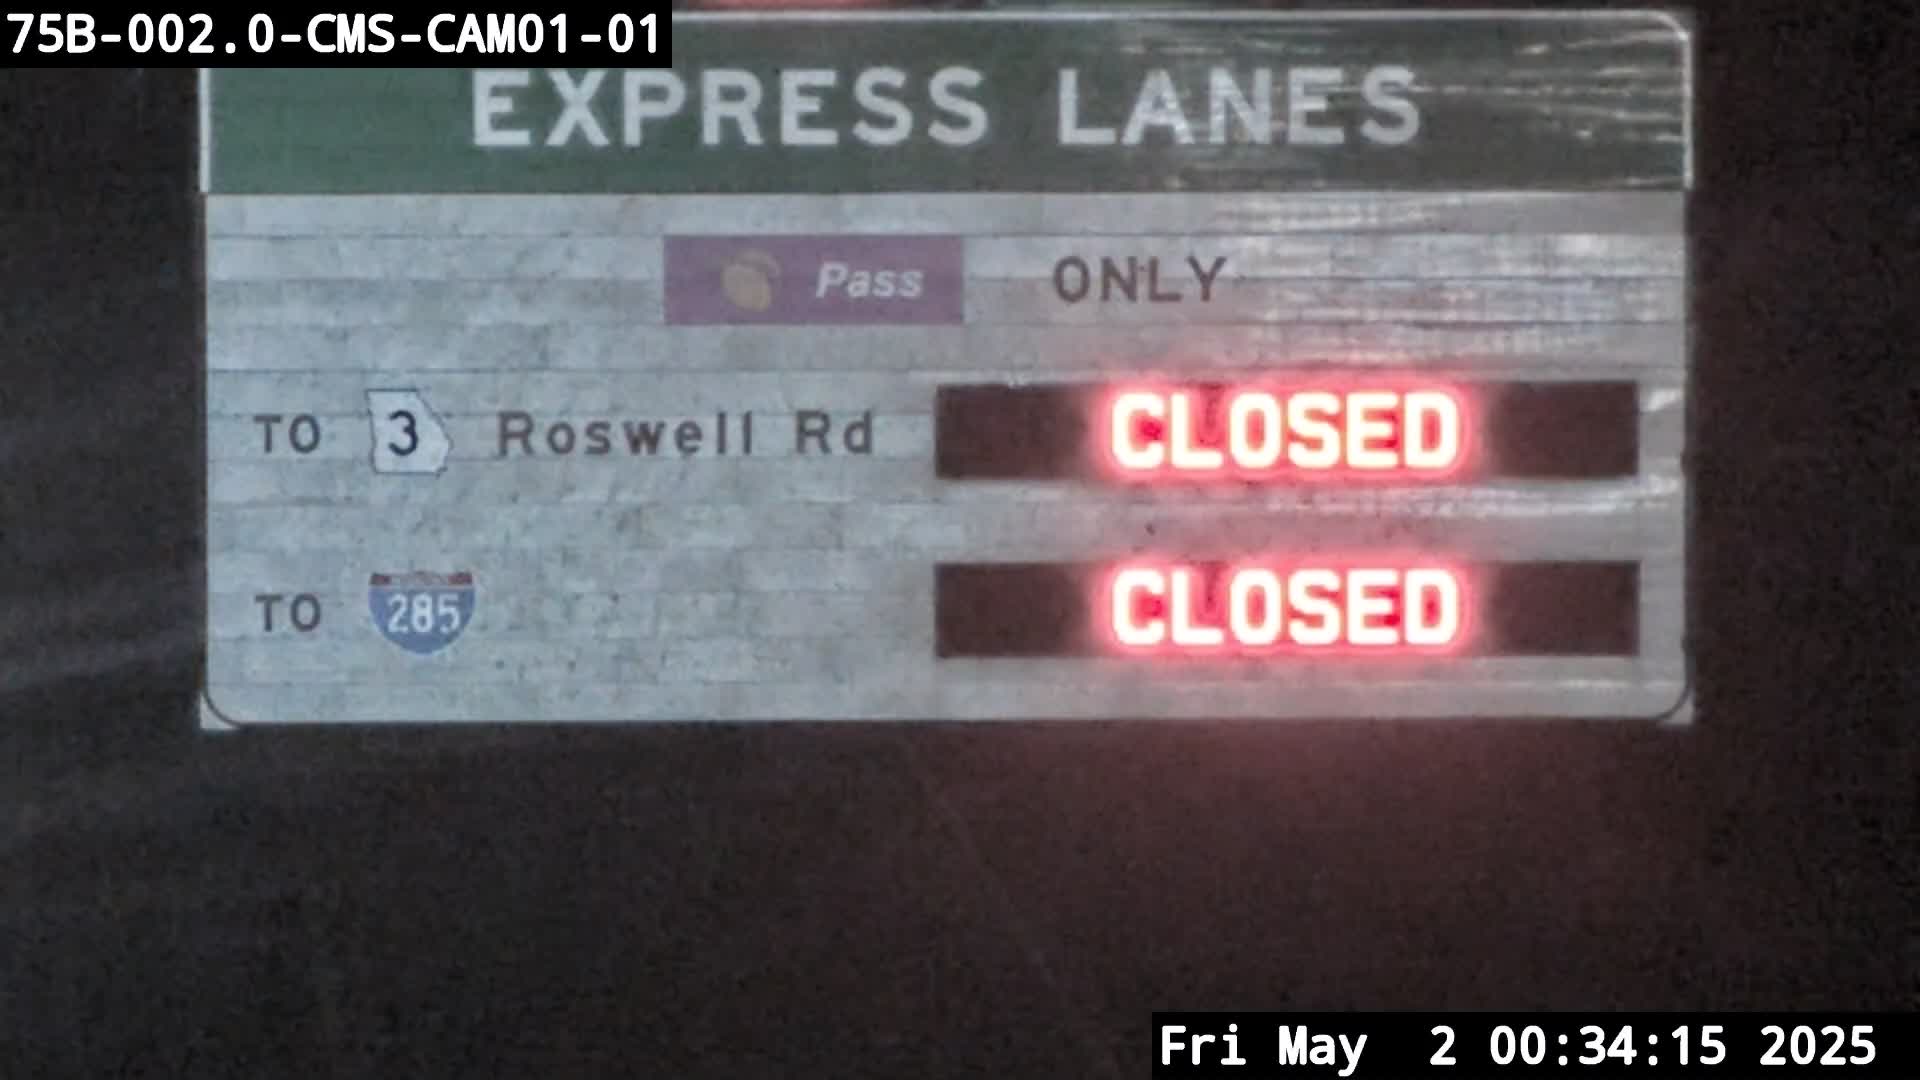 75B-002.0-CMS-CAM01-01
EXPRESS LANES
Pass ONLY
TO 3 Roswell Rd CLOSED
TO 285 CLOSED
Fri May 2 00:34:15 2025